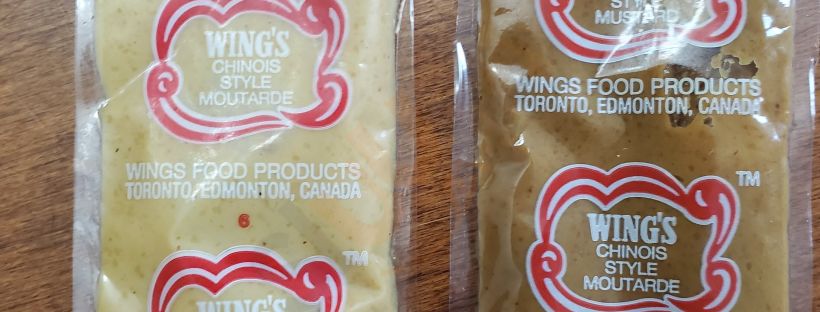 WING'S
CHINOIS
STYLE
MOUTARDE
WINGS FOOD PRODUCTS
TORONTO, EDMONTON, CANADA
6
TM
WING'S
STYLE
MUSTARD
WINGS FOOD PRODUCTS
TORONTO, EDMONTON, CANADA
TM
WING'S
CHINOIS
STYLE
MOUTARDE